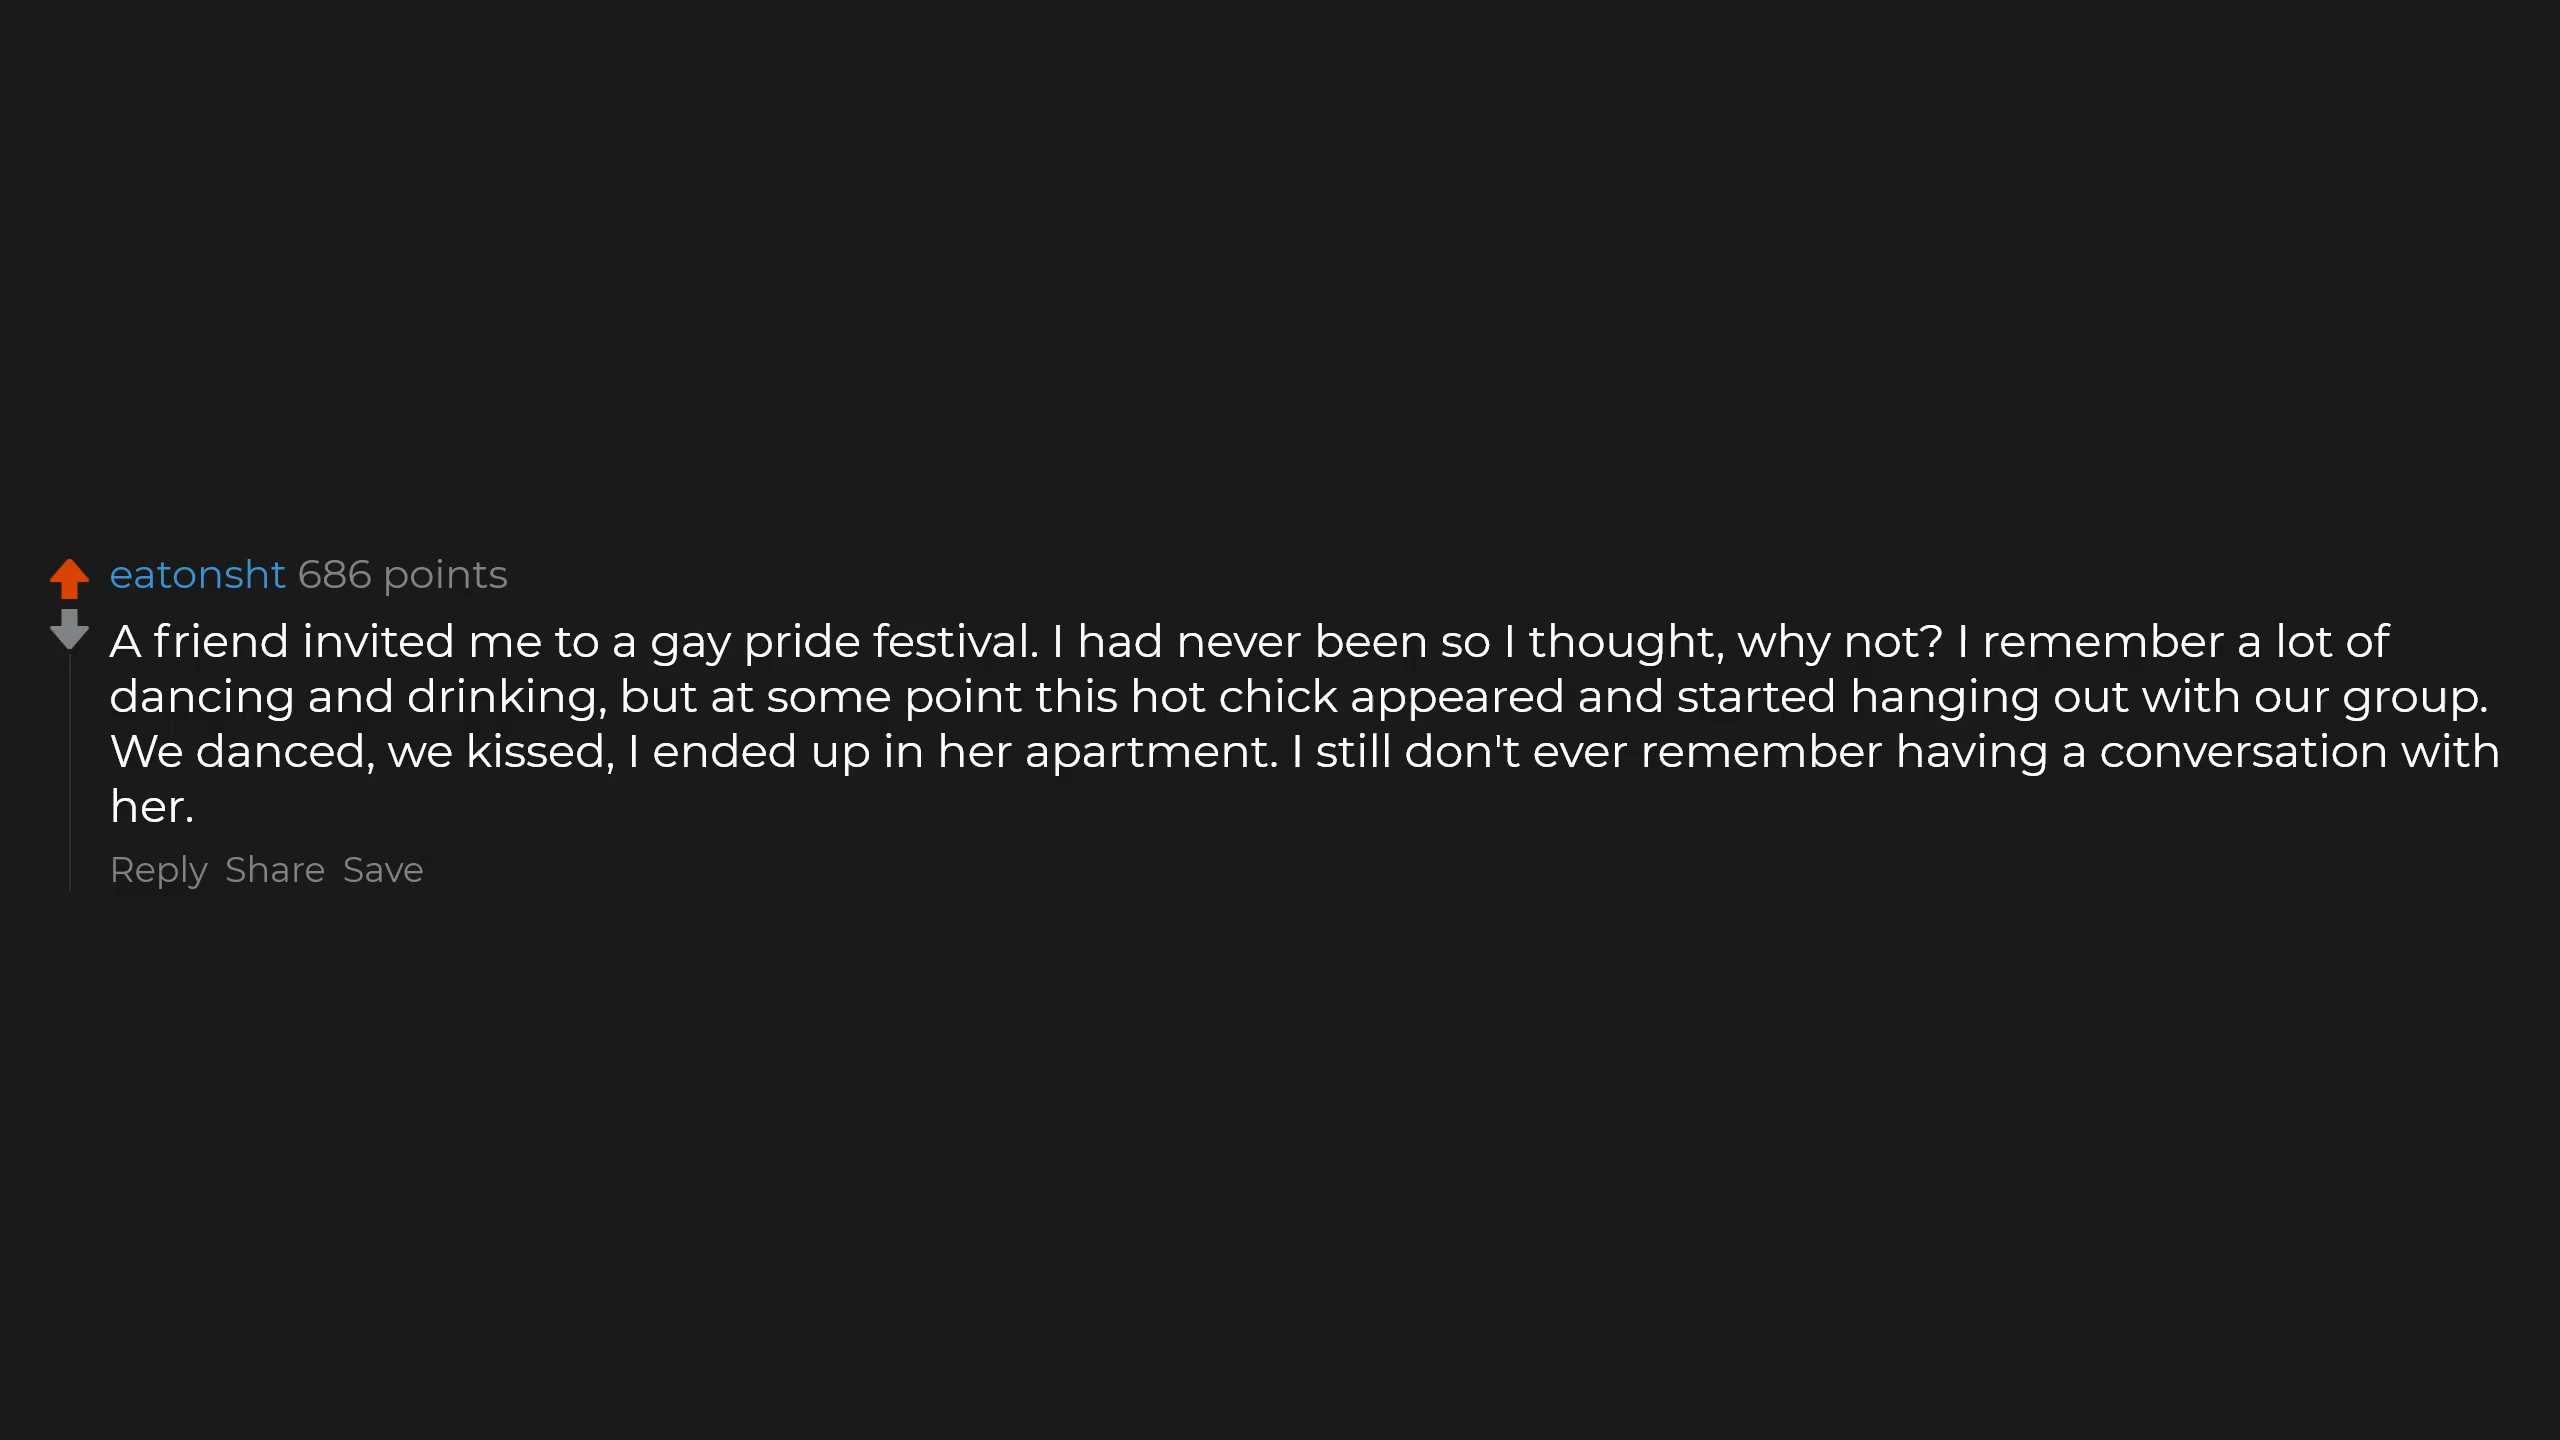 eatonsht 686 points
A friend invited me to a gay pride festival. I had never been so I thought, why not? I remember a lot of
dancing and drinking, but at some point this hot chick appeared and started hanging out with our group.
We danced, we kissed, I ended up in her apartment. I still don't ever remember having a conversation with
her.
Reply Share Save